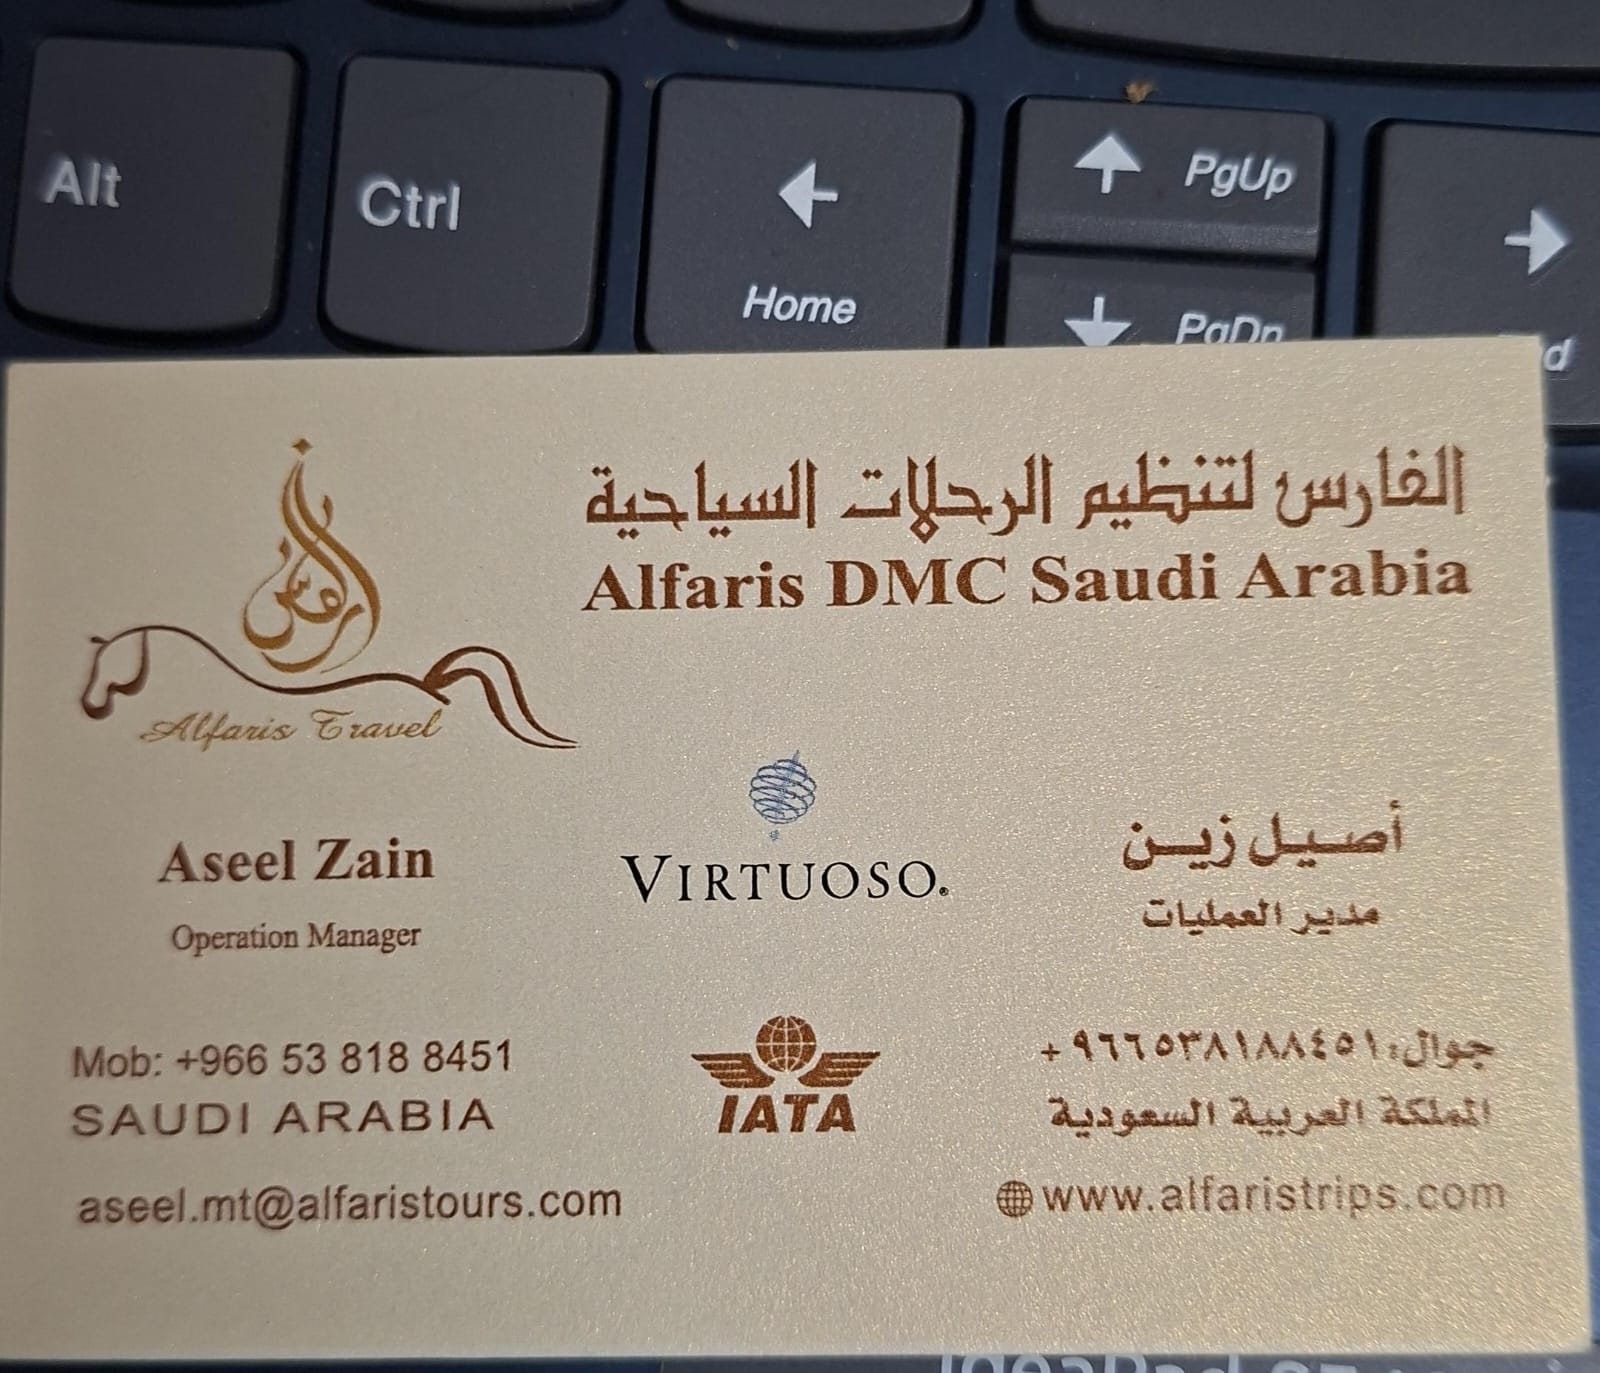 Alt
Ctrl
Home
PgUp
PgDn
الفارس لتنظيم الرحلات السياحية
Alfaris DMC Saudi Arabia
الفارس
Alfaris Travel
VIRTUOSO®
Aseel Zain
Operation Manager
أصيل زين
مدير العمليات
IATA
Mob: +966 53 818 8451
SAUDI ARABIA
aseel.mt@alfaristours.com
جوال: ٩٦٦٥٣٨١٨٨٤٥١+
المملكة العربية السعودية
www.alfaristrips.com